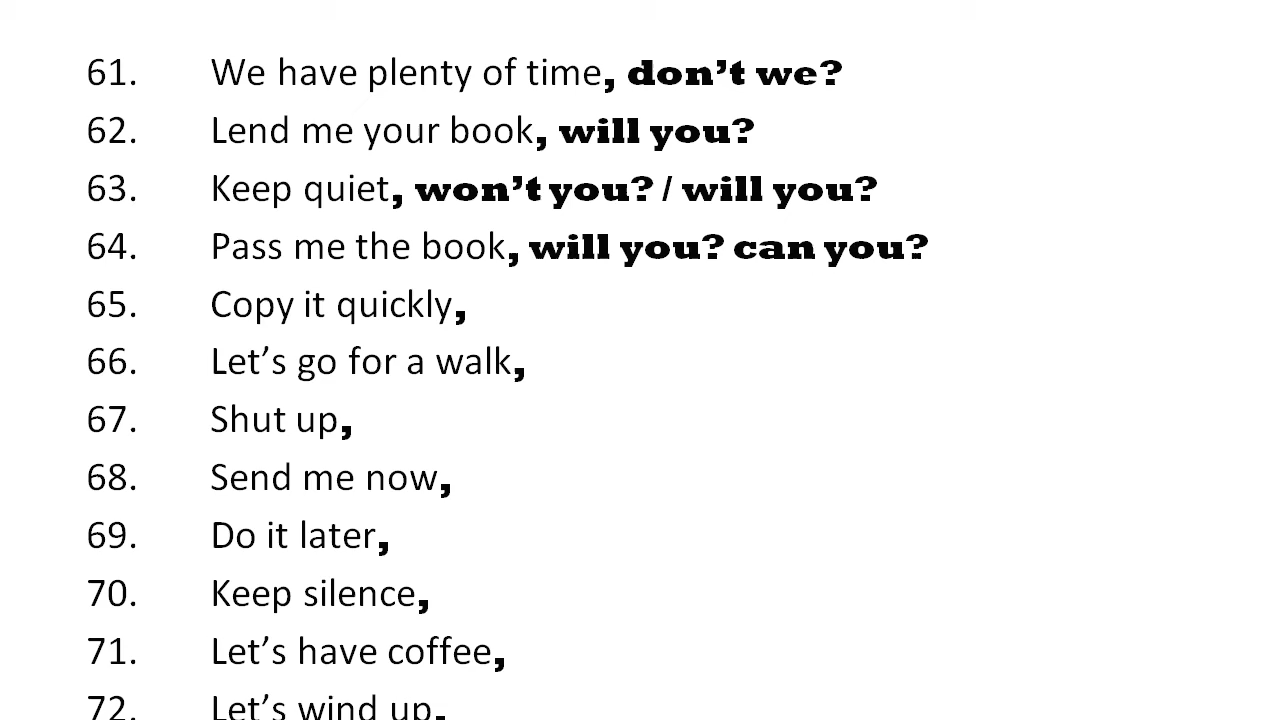 61. We have plenty of time, don't we?
62. Lend me your book, will you?
63. Keep quiet, won't you? / will you?
64. Pass me the book, will you? can you?
65. Copy it quickly,
66. Let's go for a walk,
67. Shut up,
68. Send me now,
69. Do it later,
70. Keep silence,
71. Let's have coffee,
72. Let's wind up,